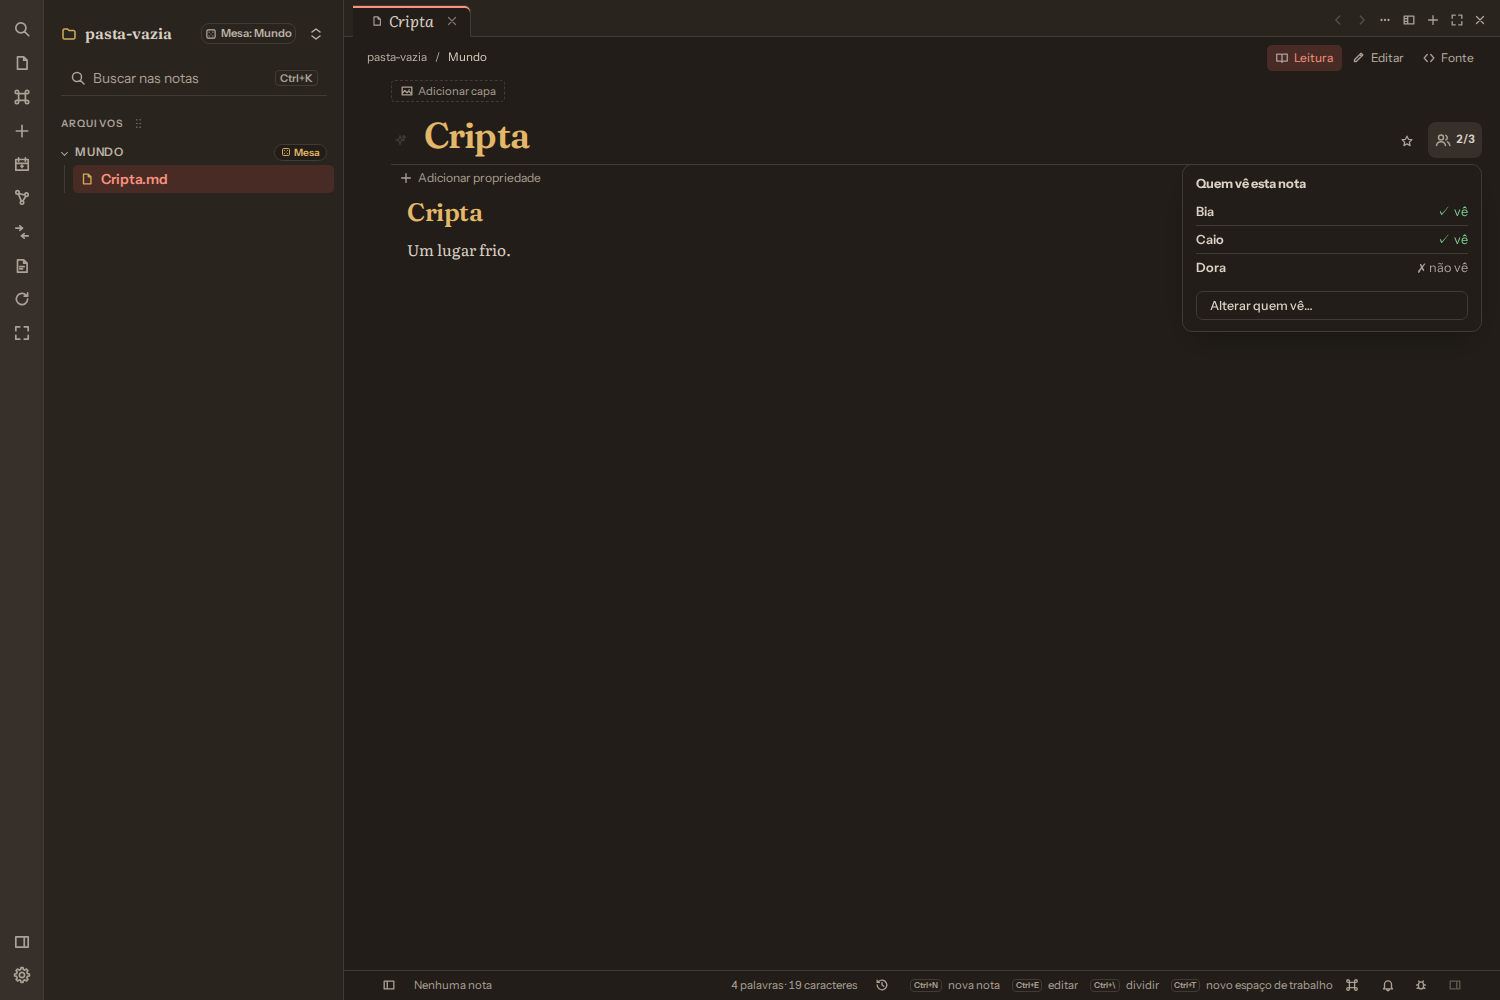 pasta-vazia
Mesa: Mundo
Buscar nas notas
Ctrl+K
ARQUIVOS
MUNDO
Mesa
Cripta.md
Cripta
pasta-vazia / Mundo
Leitura
Editar
Fonte
Adicionar capa
Cripta
2/3
Adicionar propriedade
Cripta
Um lugar frio.
Quem vê esta nota
Bia ✓ vê
Caio ✓ vê
Dora ✗ não vê
Alterar quem vê...
Nenhuma nota
4 palavras · 19 caracteres
Ctrl+N nova nota
Ctrl+E editar
Ctrl+\ dividir
Ctrl+T novo espaço de trabalho